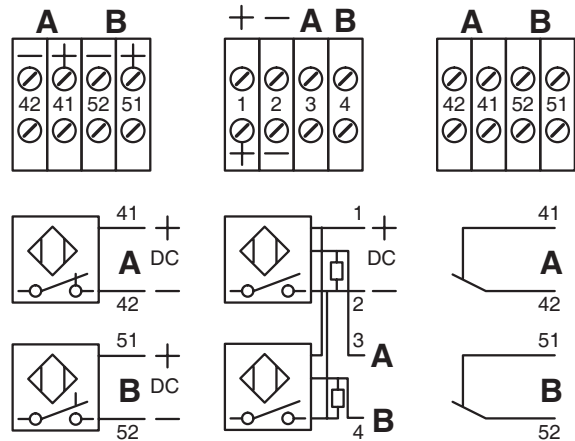 A B + − A B A B
− + − +
42 41 52 51 1 2 3 4 42 41 52 51
+ −
41 + 1 + 41
A DC DC A
42 − 2 − 42
51 + 3 A 51
B DC B
52 − 4 B 52